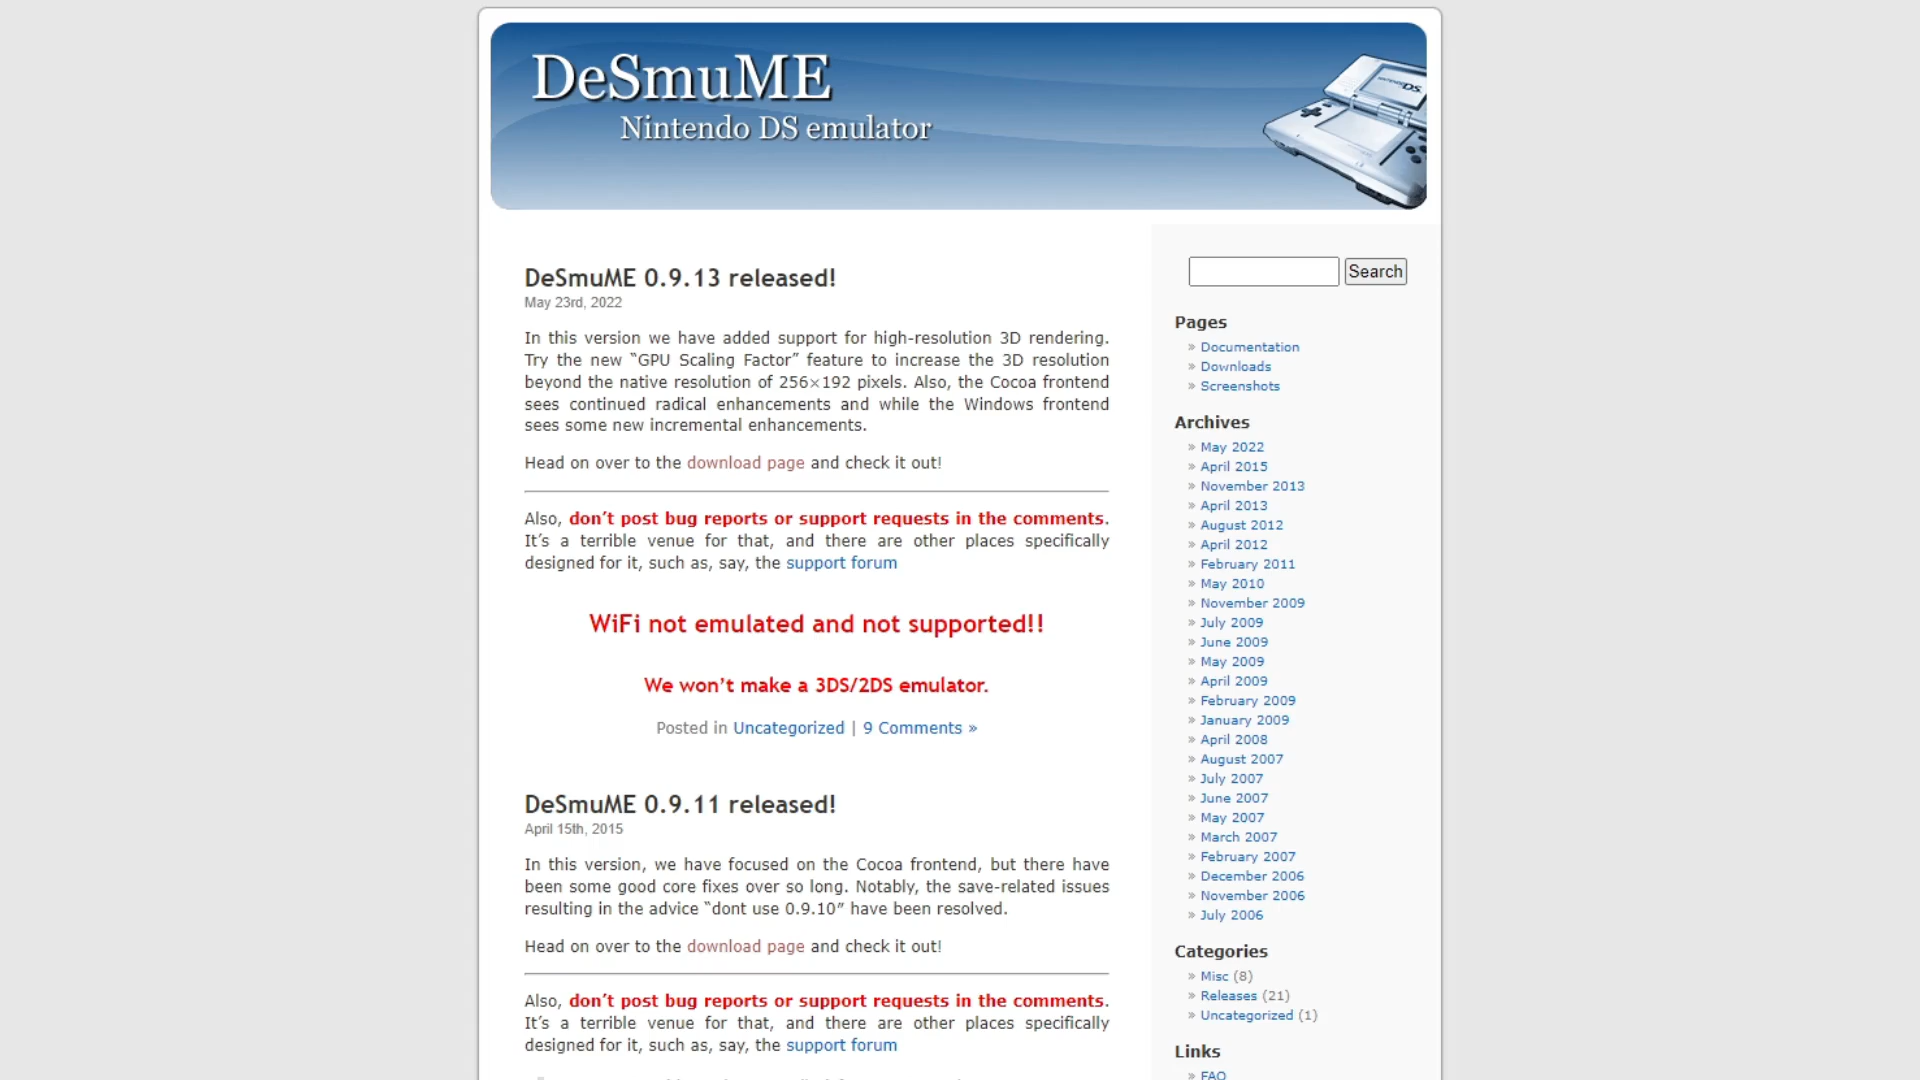 DeSmuME
Nintendo DS emulator
NINTENDO DS
DeSmuME 0.9.13 released!
May 23rd, 2022
In this version we have added support for high-resolution 3D rendering.
Try the new “GPU Scaling Factor” feature to increase the 3D resolution
beyond the native resolution of 256×192 pixels. Also, the Cocoa frontend
sees continued radical enhancements and while the Windows frontend
sees some new incremental enhancements.
Head on over to the download page and check it out!
Also, don’t post bug reports or support requests in the comments.
It’s a terrible venue for that, and there are other places specifically
designed for it, such as, say, the support forum
WiFi not emulated and not supported!!
We won’t make a 3DS/2DS emulator.
Posted in Uncategorized | 9 Comments »
DeSmuME 0.9.11 released!
April 15th, 2015
In this version, we have focused on the Cocoa frontend, but there have
been some good core fixes over so long. Notably, the save-related issues
resulting in the advice “dont use 0.9.10” have been resolved.
Head on over to the download page and check it out!
Also, don’t post bug reports or support requests in the comments.
It’s a terrible venue for that, and there are other places specifically
designed for it, such as, say, the support forum
Search
Pages
» Documentation
» Downloads
» Screenshots
Archives
» May 2022
» April 2015
» November 2013
» April 2013
» August 2012
» April 2012
» February 2011
» May 2010
» November 2009
» July 2009
» June 2009
» May 2009
» April 2009
» February 2009
» January 2009
» April 2008
» August 2007
» July 2007
» June 2007
» May 2007
» March 2007
» February 2007
» December 2006
» November 2006
» July 2006
Categories
» Misc (8)
» Releases (21)
» Uncategorized (1)
Links
» FAQ